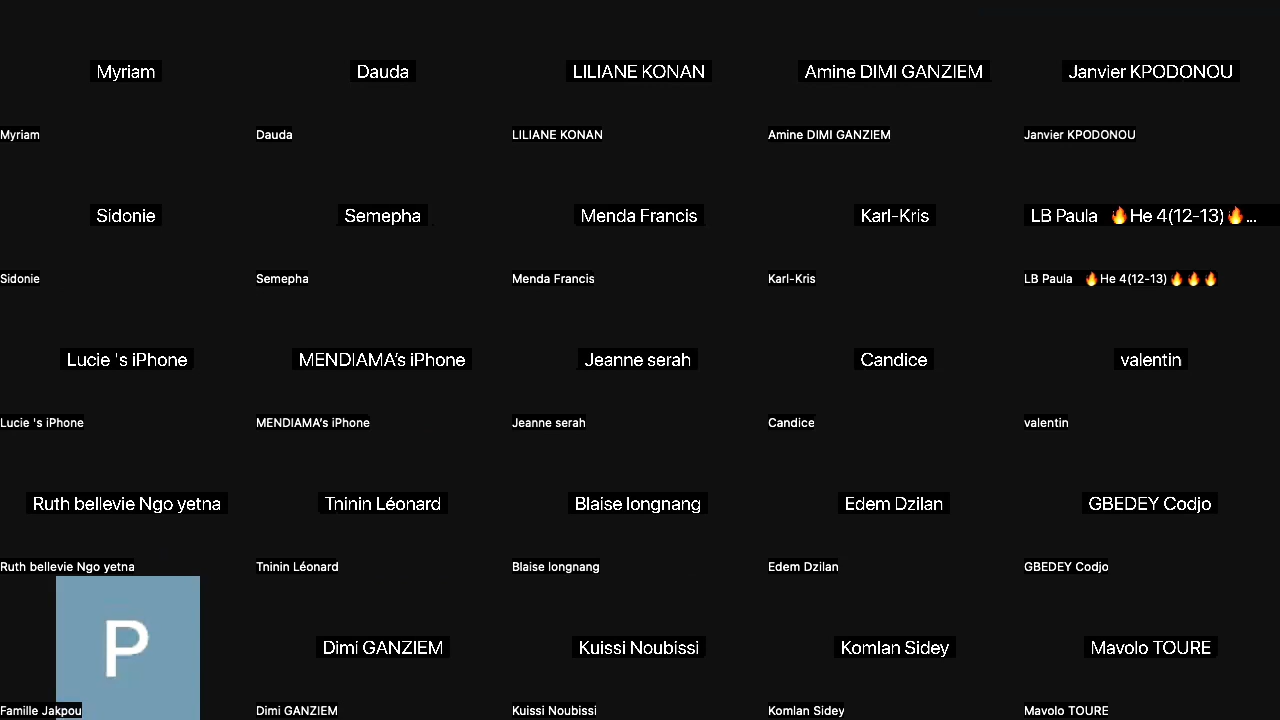 Myriam
Dauda
LILIANE KONAN
Amine DIMI GANZIEM
Janvier KPODONOU
Myriam
Dauda
LILIANE KONAN
Amine DIMI GANZIEM
Janvier KPODONOU
Sidonie
Semepha
Menda Francis
Karl-Kris
LB Paula 🔥He 4(12-13)🔥...
Sidonie
Semepha
Menda Francis
Karl-Kris
LB Paula 🔥He 4(12-13)🔥🔥🔥
Lucie 's iPhone
MENDIAMA’s iPhone
Jeanne serah
Candice
valentin
Lucie 's iPhone
MENDIAMA’s iPhone
Jeanne serah
Candice
valentin
Ruth bellevie Ngo yetna
Tninin Léonard
Blaise longnang
Edem Dzilan
GBEDEY Codjo
Ruth bellevie Ngo yetna
Tninin Léonard
Blaise longnang
Edem Dzilan
GBEDEY Codjo
P
Dimi GANZIEM
Kuissi Noubissi
Komlan Sidey
Mavolo TOURE
Famille Jakpou
Dimi GANZIEM
Kuissi Noubissi
Komlan Sidey
Mavolo TOURE